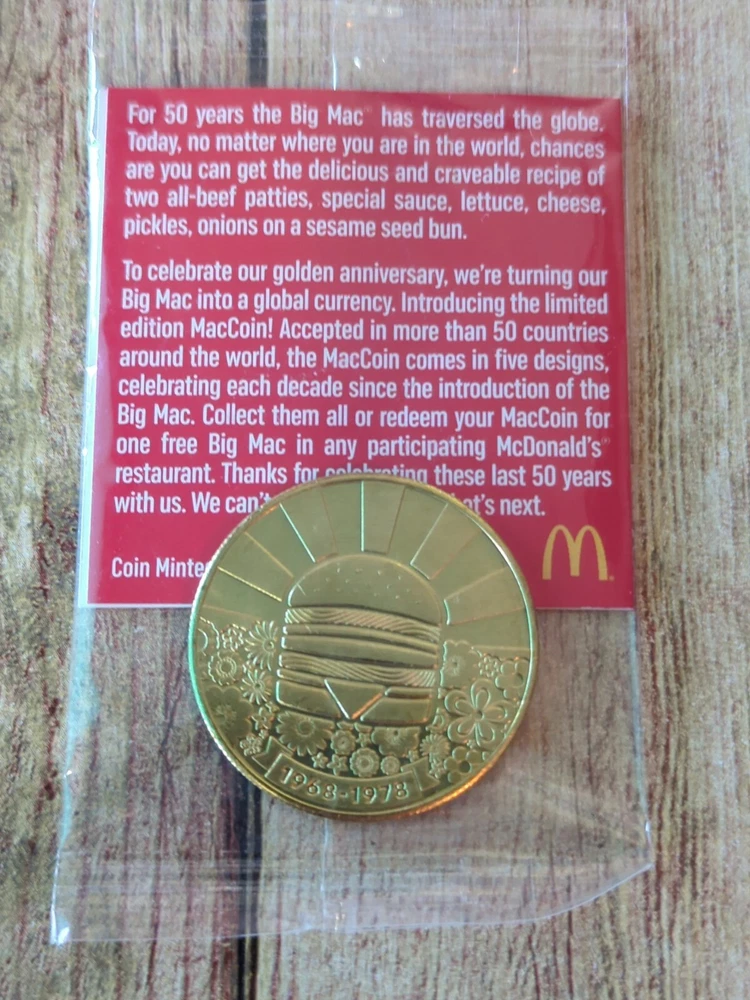 For 50 years the Big Mac® has traversed the globe.
Today, no matter where you are in the world, chances
are you can get the delicious and craveable recipe of
two all-beef patties, special sauce, lettuce, cheese,
pickles, onions on a sesame seed bun.
To celebrate our golden anniversary, we're turning our
Big Mac into a global currency. Introducing the limited
edition MacCoin! Accepted in more than 50 countries
around the world, the MacCoin comes in five designs,
celebrating each decade since the introduction of the
Big Mac. Collect them all or redeem your MacCoin for
one free Big Mac in any participating McDonald's®
restaurant. Thanks for celebrating these last 50 years
with us. We can't next.
Coin
1968-1978